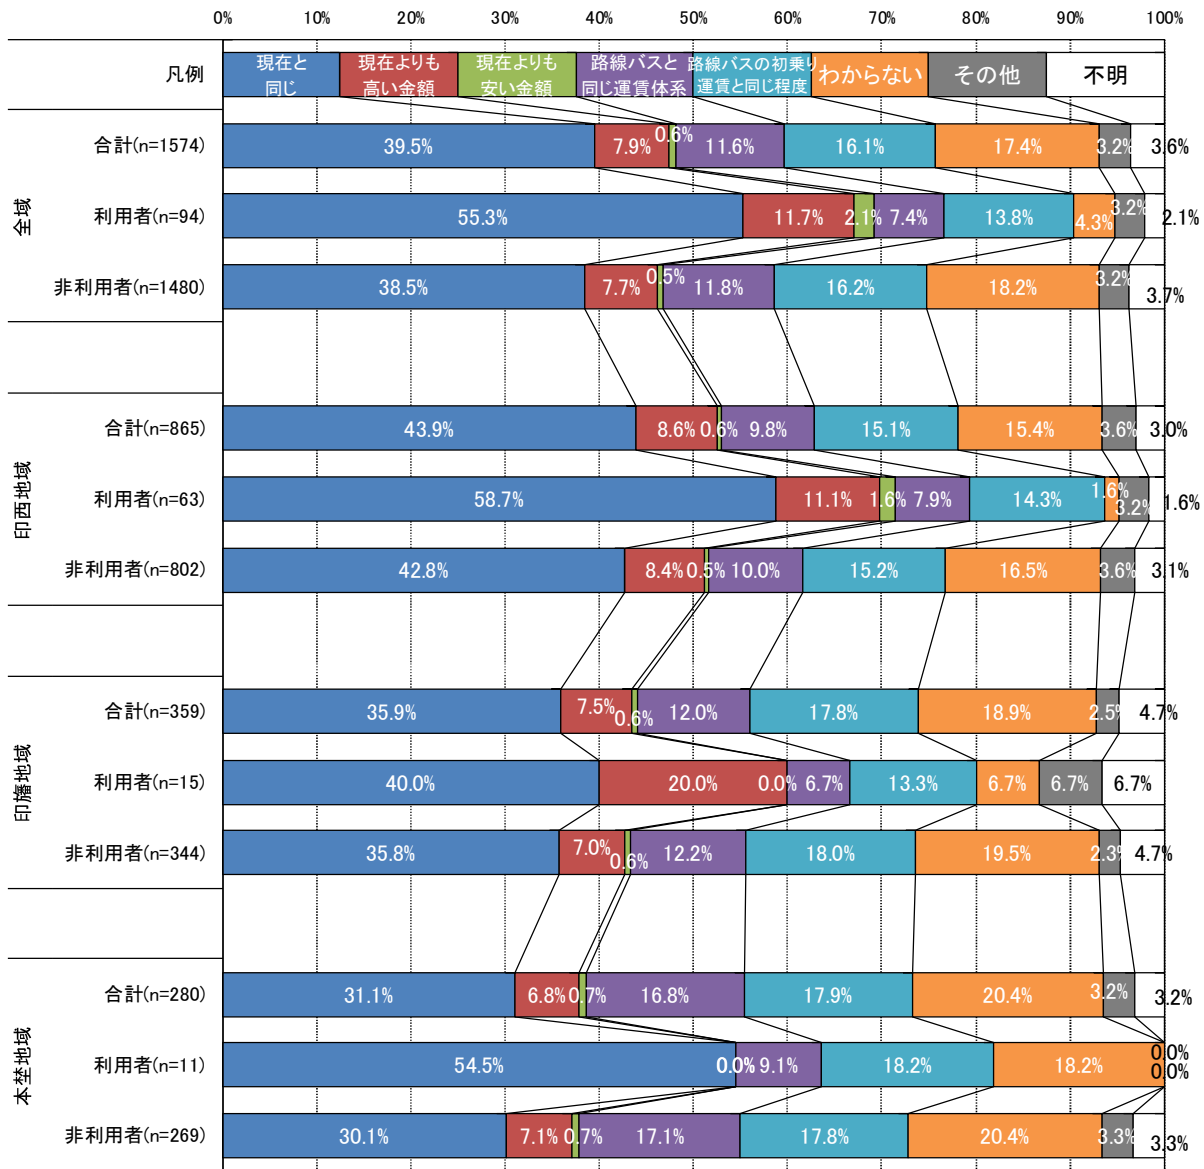 0% 10% 20% 30% 40% 50% 60% 70% 80% 90% 100%
凡例
現在と
同じ
現在よりも
高い金額
現在よりも
安い金額
路線バスと
同じ運賃体系
路線バスの初乗り
運賃と同じ程度
わからない
その他
不明
全域
合計(n=1574) 39.5% 7.9% 0.6% 11.6% 16.1% 17.4% 3.2% 3.6%
利用者(n=94) 55.3% 11.7% 2.1% 7.4% 13.8% 4.3% 3.2% 2.1%
非利用者(n=1480) 38.5% 7.7% 0.5% 11.8% 16.2% 18.2% 3.2% 3.7%
印西地域
合計(n=865) 43.9% 8.6% 0.6% 9.8% 15.1% 15.4% 3.6% 3.0%
利用者(n=63) 58.7% 11.1% 1.6% 7.9% 14.3% 1.6% 3.2% 1.6%
非利用者(n=802) 42.8% 8.4% 0.5% 10.0% 15.2% 16.5% 3.6% 3.1%
印旛地域
合計(n=359) 35.9% 7.5% 0.6% 12.0% 17.8% 18.9% 2.5% 4.7%
利用者(n=15) 40.0% 20.0% 0.0% 6.7% 13.3% 6.7% 6.7% 6.7%
非利用者(n=344) 35.8% 7.0% 0.6% 12.2% 18.0% 19.5% 2.3% 4.7%
本埜地域
合計(n=280) 31.1% 6.8% 0.7% 16.8% 17.9% 20.4% 3.2% 3.2%
利用者(n=11) 54.5% 0.0% 9.1% 18.2% 18.2% 0.0% 0.0%
非利用者(n=269) 30.1% 7.1% 0.7% 17.1% 17.8% 20.4% 3.3% 3.3%